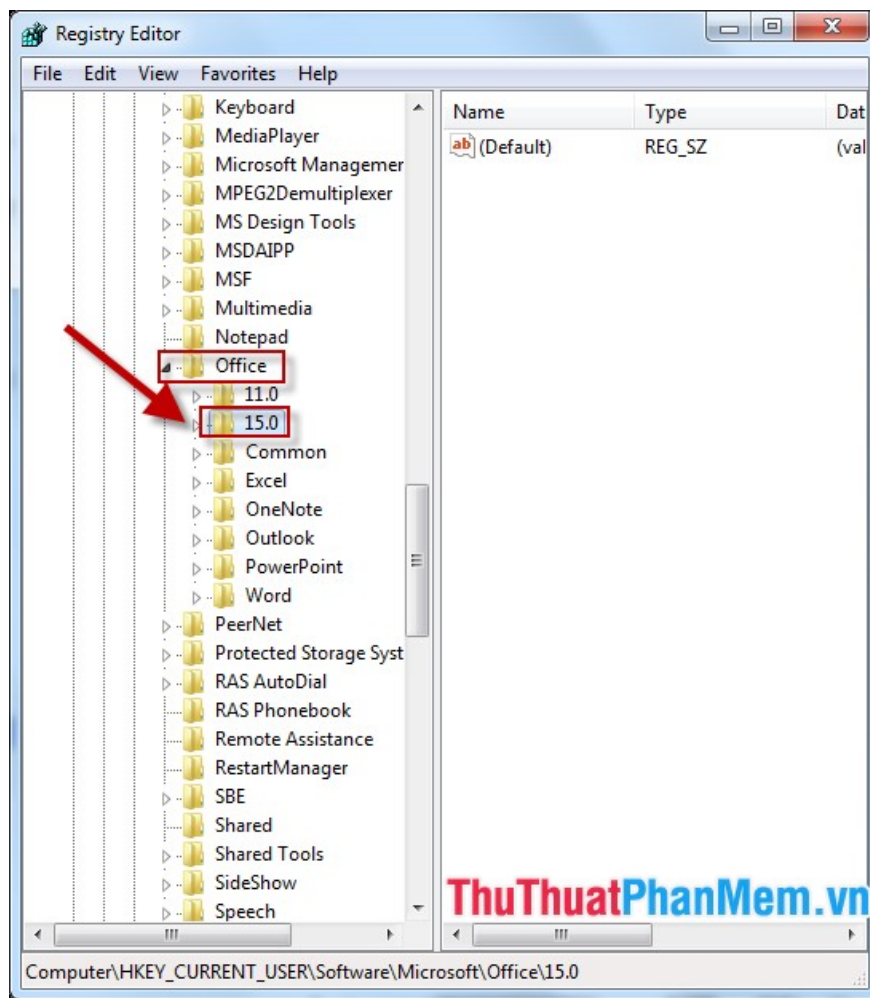 Registry Editor
File Edit View Favorites Help
Name Type Dat
(Default) REG_SZ (val
Keyboard
MediaPlayer
Microsoft Managemer
MPEG2Demultiplexer
MS Design Tools
MSDAIPP
MSF
Multimedia
Notepad
Office
11.0
15.0
Common
Excel
OneNote
Outlook
PowerPoint
Word
PeerNet
Protected Storage Syst
RAS AutoDial
RAS Phonebook
Remote Assistance
RestartManager
SBE
Shared
Shared Tools
SideShow
Speech
ThuThuatPhanMem.vn
Computer\HKEY_CURRENT_USER\Software\Microsoft\Office\15.0